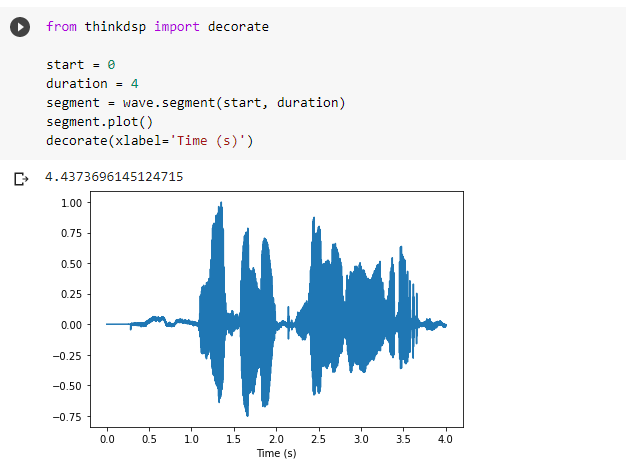 from thinkdsp import decorate
start = 0
duration = 4
segment = wave.segment(start, duration)
segment.plot()
decorate(xlabel='Time (s)')
4.4373696145124715
1.00
0.75
0.50
0.25
0.00
−0.25
−0.50
−0.75
0.0 0.5 1.0 1.5 2.0 2.5 3.0 3.5 4.0
Time (s)